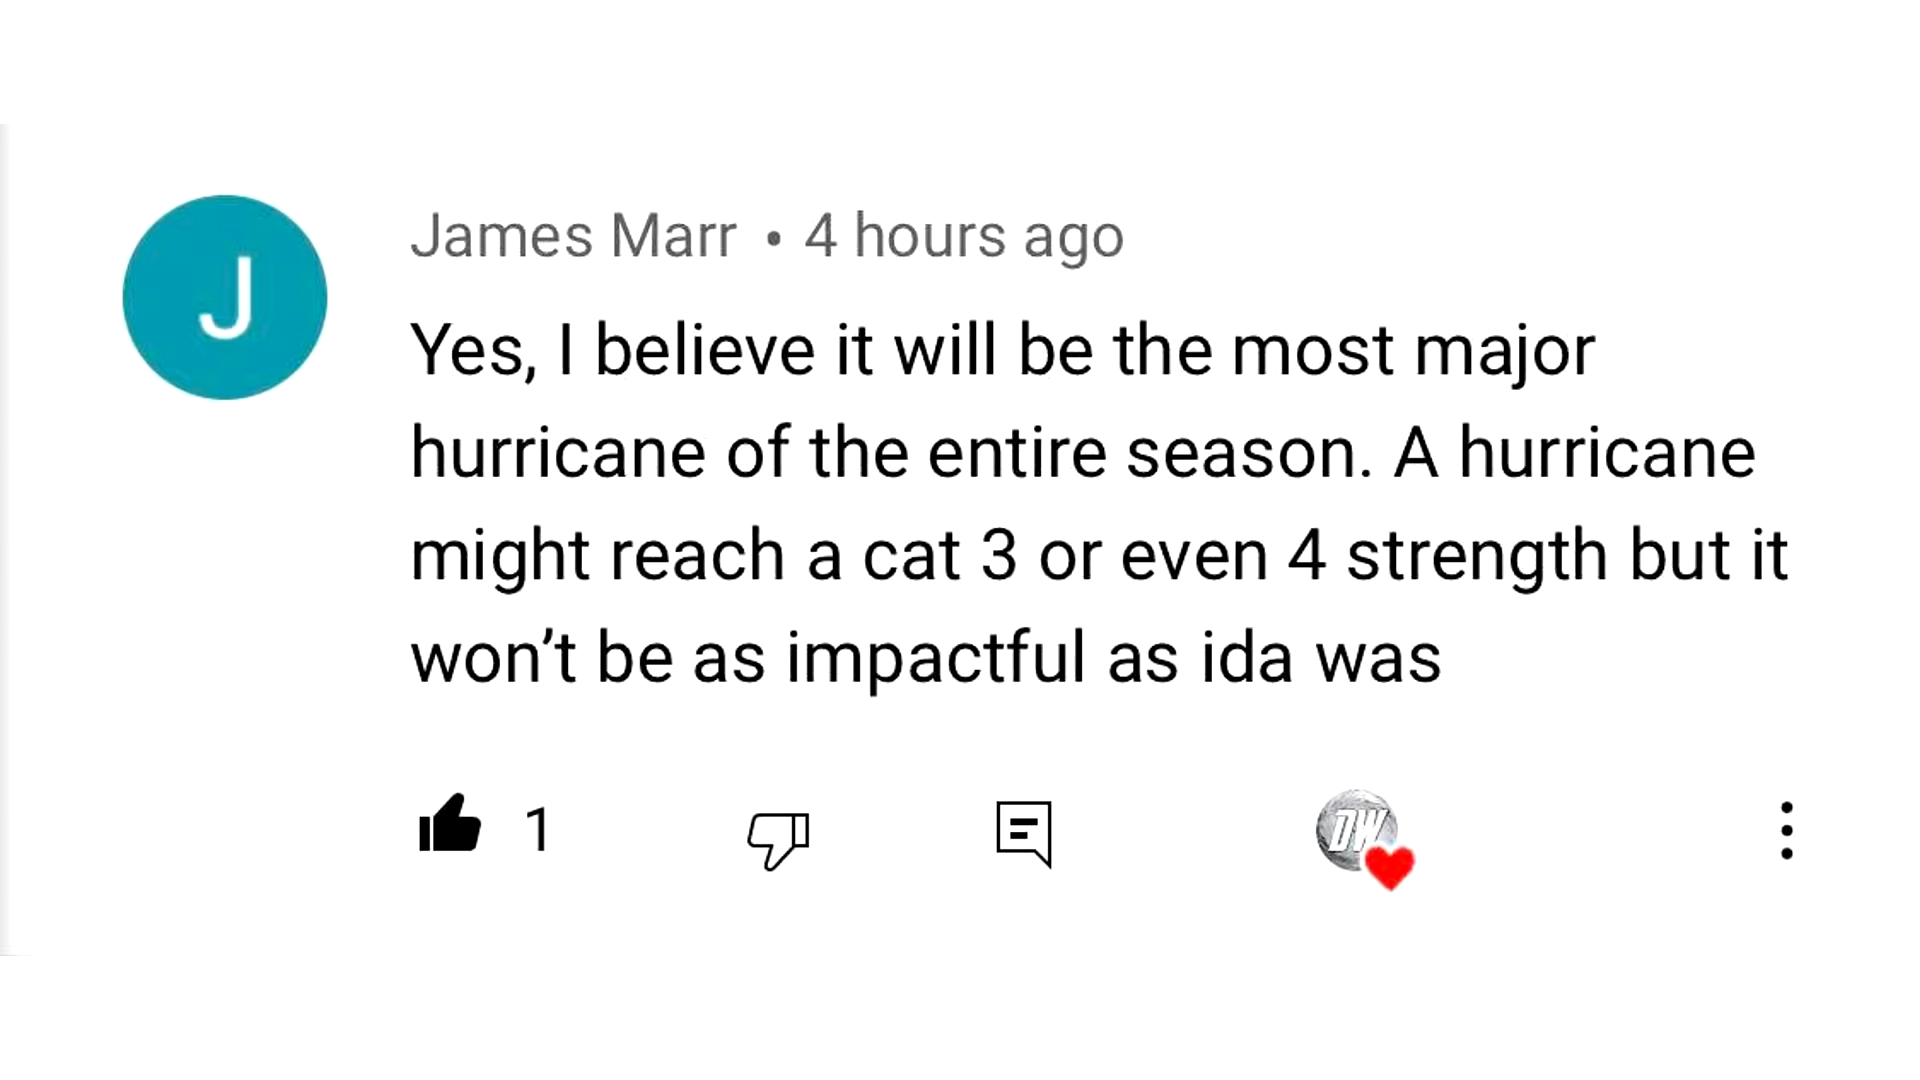 J
James Marr • 4 hours ago
Yes, I believe it will be the most major
hurricane of the entire season. A hurricane
might reach a cat 3 or even 4 strength but it
won’t be as impactful as ida was
1
DW